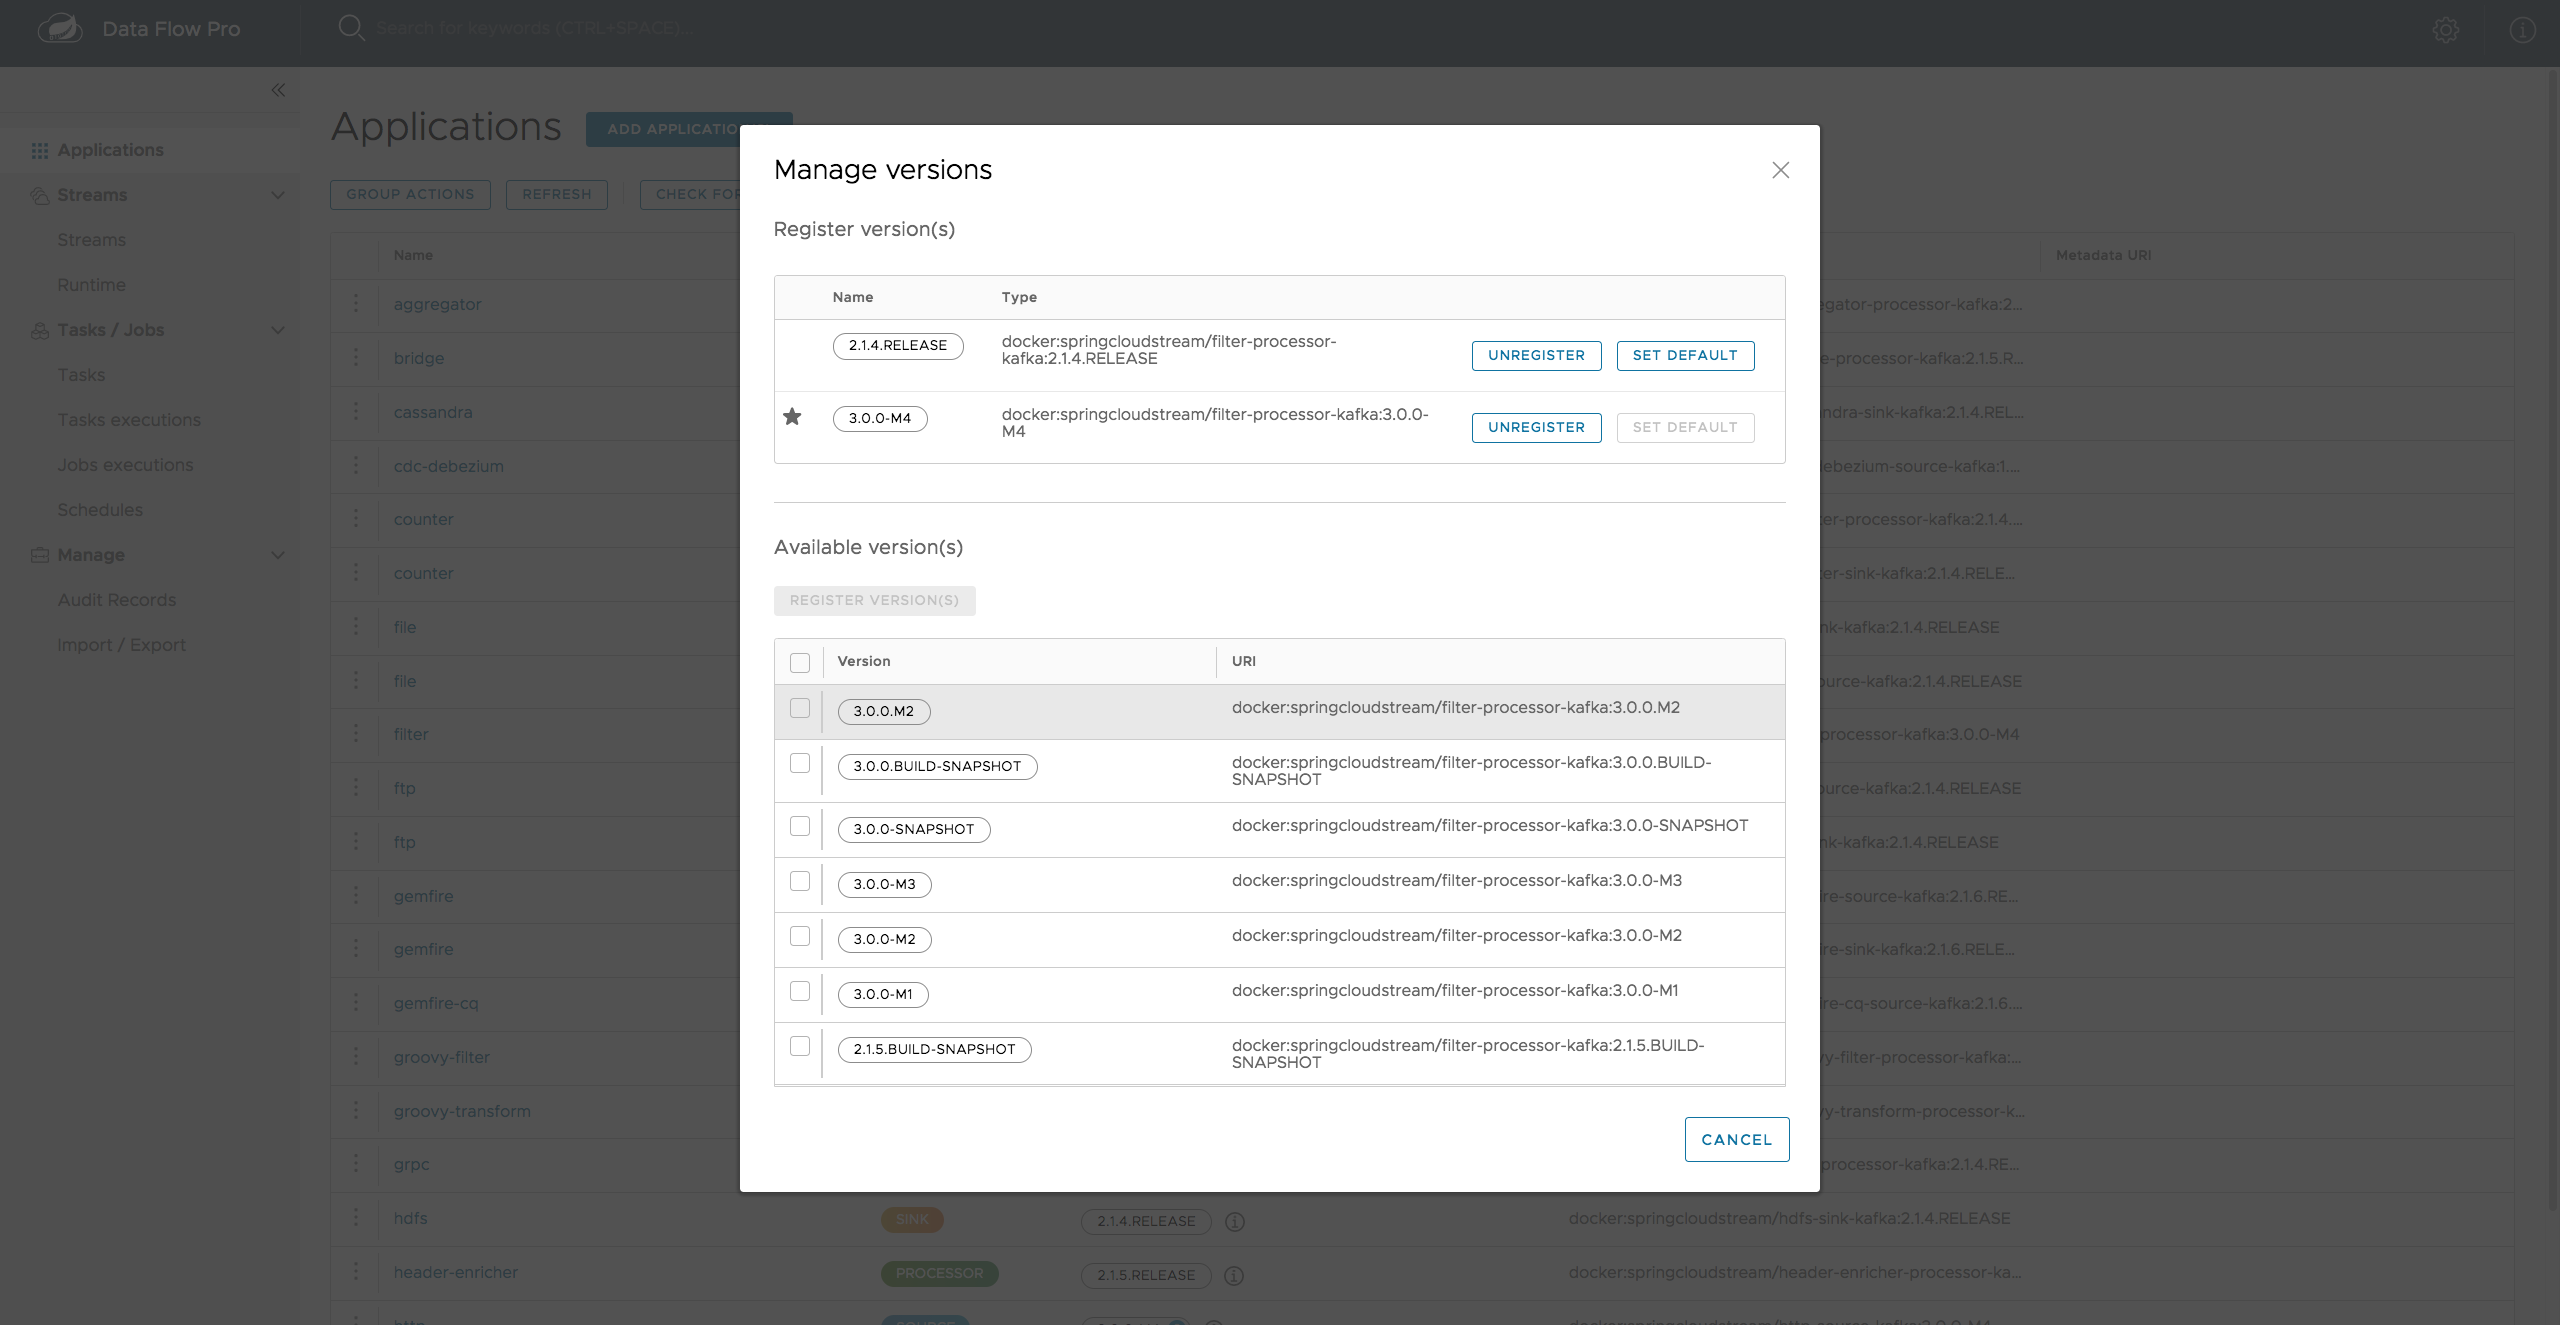 Data Flow Pro
Search for keywords (CTRL+SPACE)...
Applications
Streams
Streams
Runtime
Tasks / Jobs
Tasks
Tasks executions
Jobs executions
Schedules
Manage
Audit Records
Import / Export
Applications
ADD APPLICATIO
GROUP ACTIONS
REFRESH
CHECK FOR
Name
Metadata URI
aggregator
egator-processor-kafka:2...
bridge
e-processor-kafka:2.1.5.R...
cassandra
ndra-sink-kafka:2.1.4.REL...
cdc-debezium
debezium-source-kafka:1....
counter
ter-processor-kafka:2.1.4....
counter
ter-sink-kafka:2.1.4.RELE...
file
nk-kafka:2.1.4.RELEASE
file
ource-kafka:2.1.4.RELEASE
filter
processor-kafka:3.0.0-M4
ftp
ource-kafka:2.1.4.RELEASE
ftp
nk-kafka:2.1.4.RELEASE
gemfire
ire-source-kafka:2.1.6.RE...
gemfire
ire-sink-kafka:2.1.6.RELE...
gemfire-cq
ire-cq-source-kafka:2.1.6....
groovy-filter
vy-filter-processor-kafka:...
groovy-transform
vy-transform-processor-k...
grpc
processor-kafka:2.1.4.RE...
hdfs SINK 2.1.4.RELEASE docker:springcloudstream/hdfs-sink-kafka:2.1.4.RELEASE
header-enricher PROCESSOR 2.1.5.RELEASE docker:springcloudstream/header-enricher-processor-ka...
Manage versions
Register version(s)
Name Type
2.1.4.RELEASE docker:springcloudstream/filter-processor-
kafka:2.1.4.RELEASE
UNREGISTER SET DEFAULT
3.0.0-M4 docker:springcloudstream/filter-processor-kafka:3.0.0-
M4
UNREGISTER SET DEFAULT
Available version(s)
REGISTER VERSION(S)
Version URI
3.0.0.M2 docker:springcloudstream/filter-processor-kafka:3.0.0.M2
3.0.0.BUILD-SNAPSHOT docker:springcloudstream/filter-processor-kafka:3.0.0.BUILD-
SNAPSHOT
3.0.0-SNAPSHOT docker:springcloudstream/filter-processor-kafka:3.0.0-SNAPSHOT
3.0.0-M3 docker:springcloudstream/filter-processor-kafka:3.0.0-M3
3.0.0-M2 docker:springcloudstream/filter-processor-kafka:3.0.0-M2
3.0.0-M1 docker:springcloudstream/filter-processor-kafka:3.0.0-M1
2.1.5.BUILD-SNAPSHOT docker:springcloudstream/filter-processor-kafka:2.1.5.BUILD-
SNAPSHOT
CANCEL